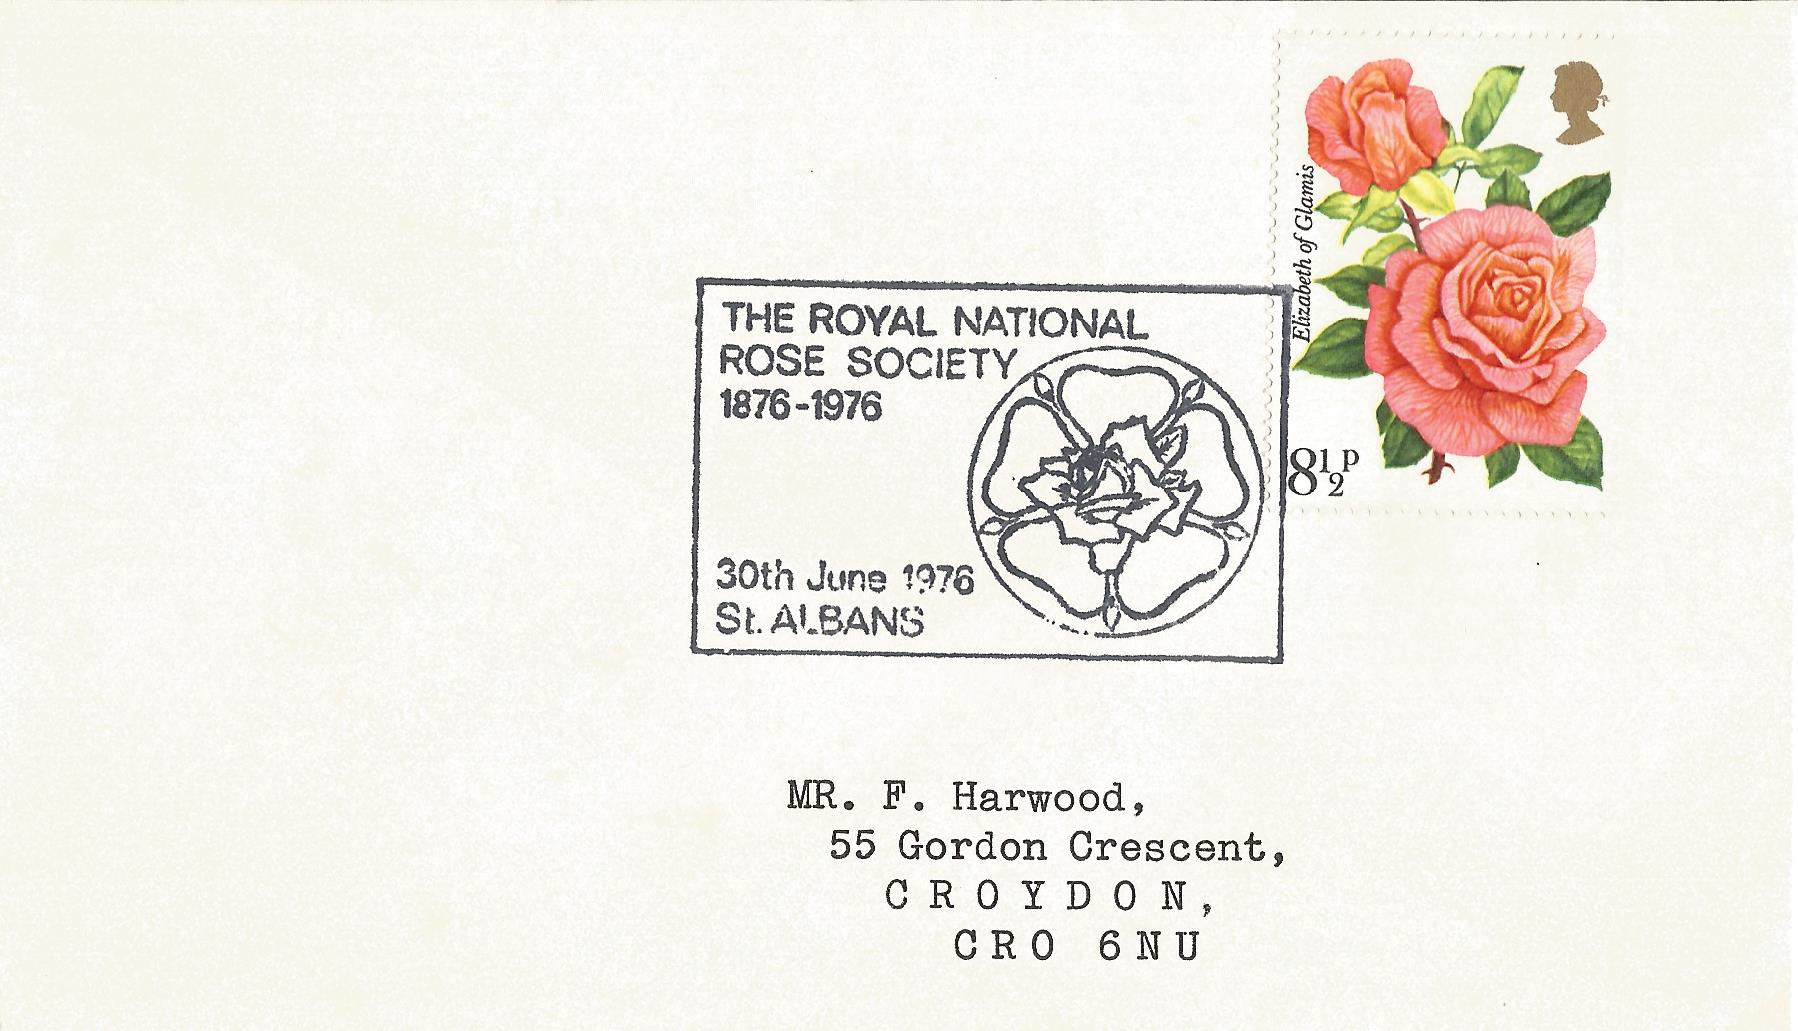 Elizabeth of Glamis
8½P
THE ROYAL NATIONAL
ROSE SOCIETY
1876-1976
30th June 1976
St. ALBANS
MR. F. Harwood,
55 Gordon Crescent,
CROYDON,
CRO 6NU